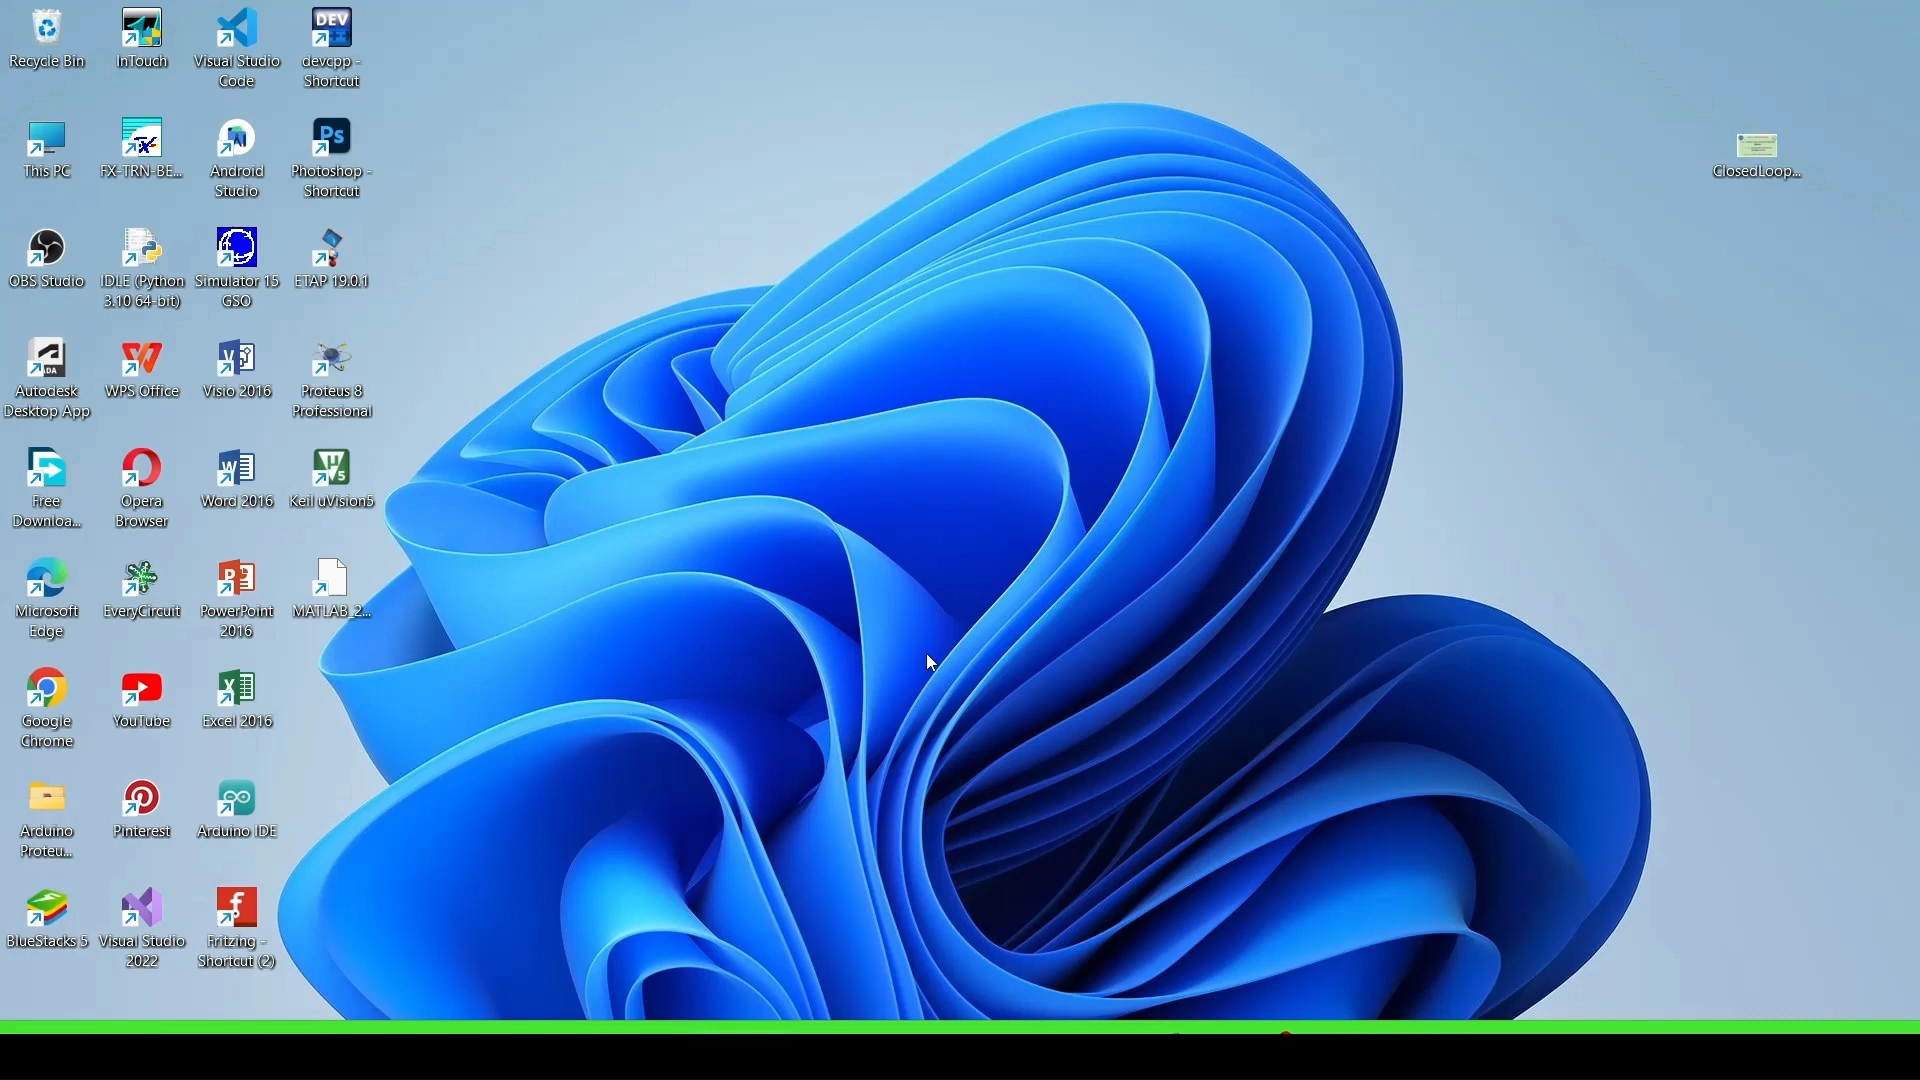 Recycle Bin
InTouch
Visual Studio
Code
DEV
devcpp -
Shortcut
This PC
FX-TRN-BE...
Android
Studio
Ps
Photoshop -
Shortcut
ClosedLoop...
OBS Studio
IDLE (Python
3.10 64-bit)
Simulator 15
GSO
ETAP 19.0.1
Autodesk
Desktop App
WPS Office
Visio 2016
Proteus 8
Professional
Free
Downloa...
Opera
Browser
Word 2016
Keil uVision5
Microsoft
Edge
EveryCircuit
PowerPoint
2016
MATLAB_2...
Google
Chrome
YouTube
Excel 2016
Arduino
Proteu...
Pinterest
Arduino IDE
BlueStacks 5
Visual Studio
2022
Fritzing -
Shortcut (2)